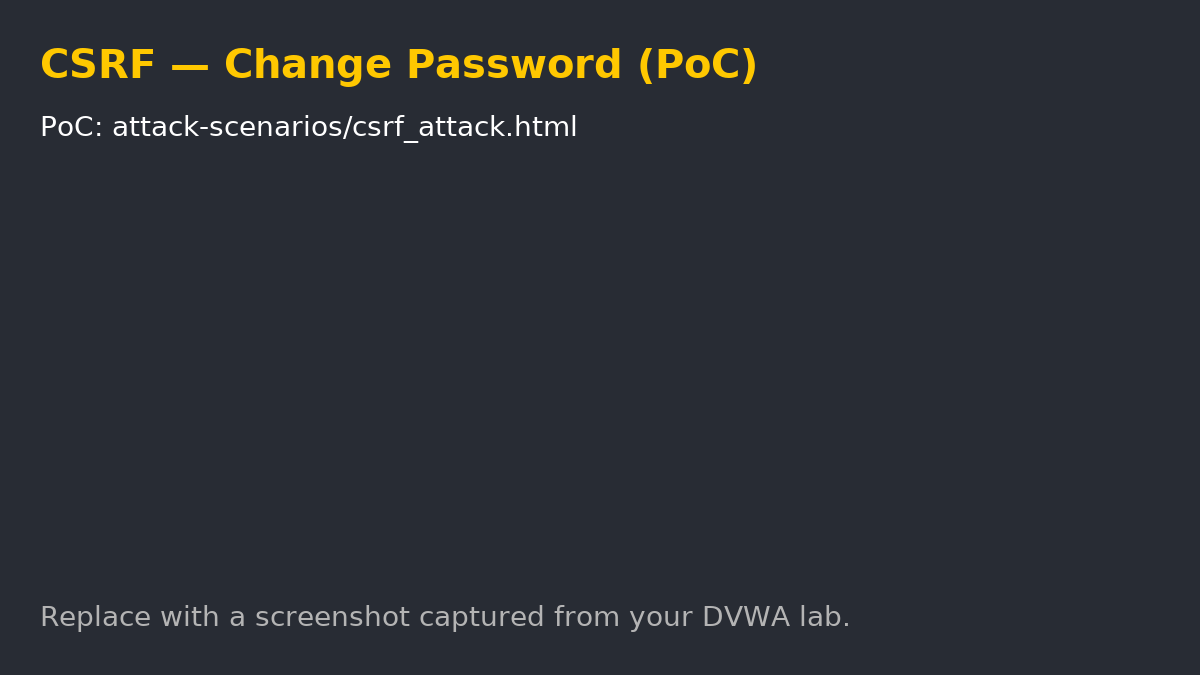 CSRF — Change Password (PoC)
PoC: attack-scenarios/csrf_attack.html
Replace with a screenshot captured from your DVWA lab.